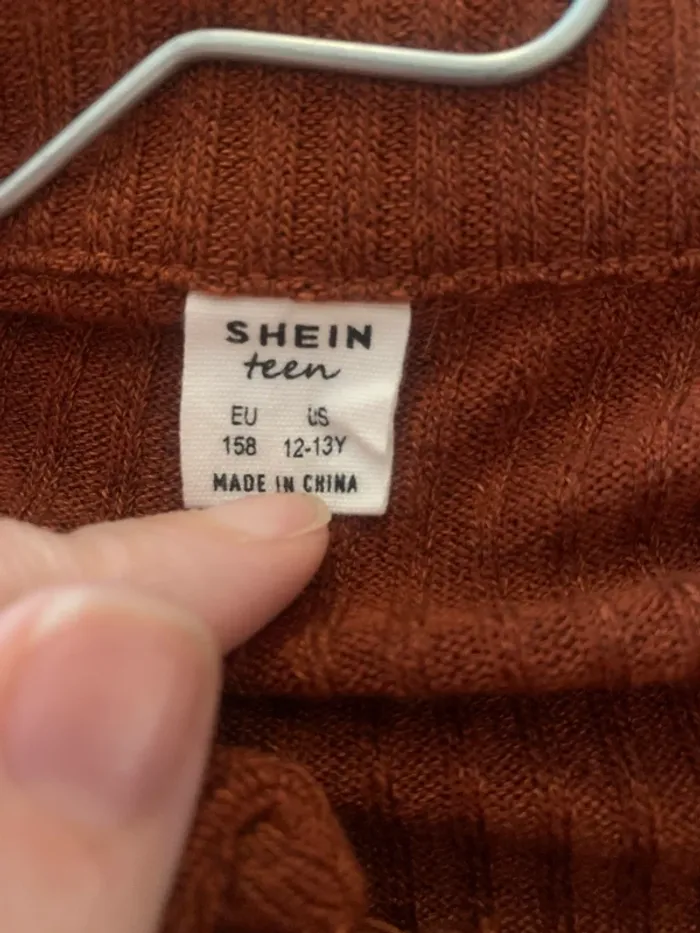 SHEIN
teen
EU US
158 12-13Y
MADE IN CHINA